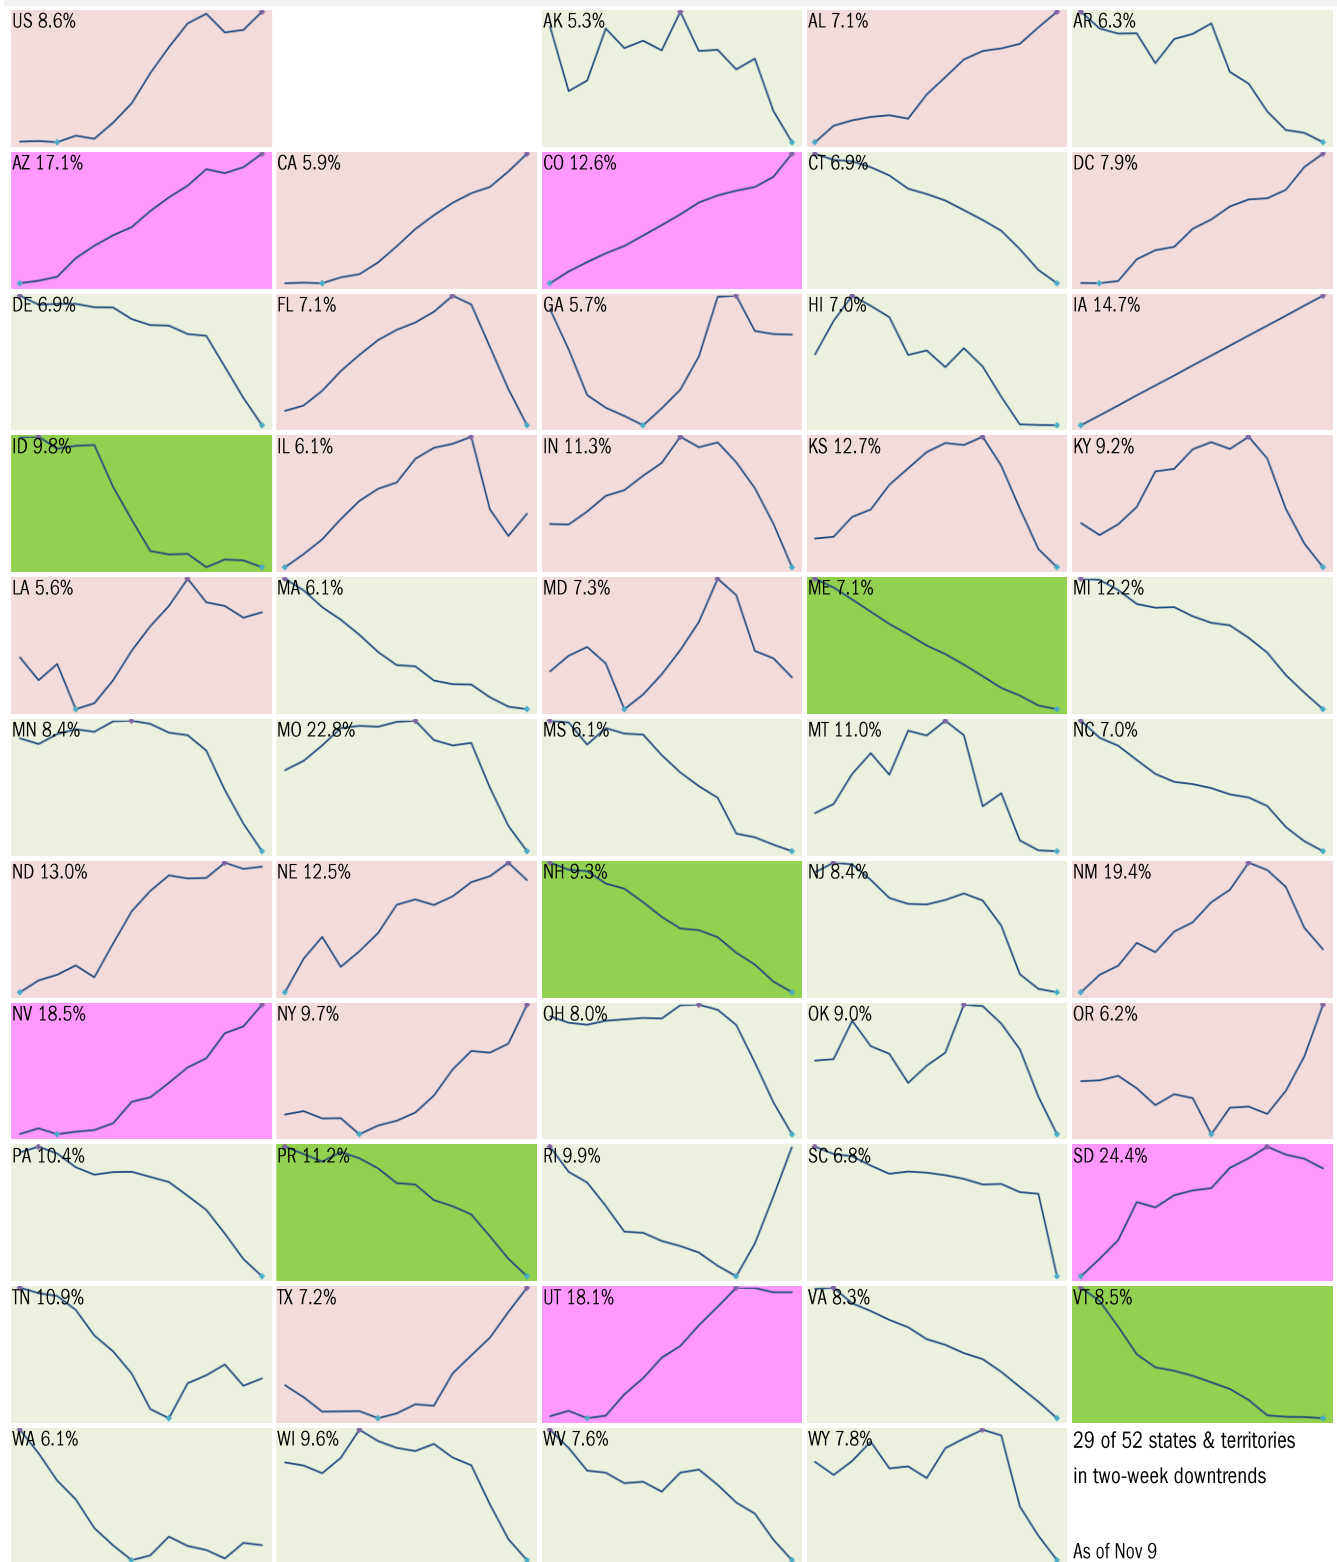 US 8.6%
AK 5.3%
AL 7.1%
AR 6.3%
AZ 17.1%
CA 5.9%
CO 12.6%
CT 6.9%
DC 7.9%
DE 6.9%
FL 7.1%
GA 5.7%
HI 7.0%
IA 14.7%
ID 9.8%
IL 6.1%
IN 11.3%
KS 12.7%
KY 9.2%
LA 5.6%
MA 6.1%
MD 7.3%
ME 7.1%
MI 12.2%
MN 8.4%
MO 22.8%
MS 6.1%
MT 11.0%
NC 7.0%
ND 13.0%
NE 12.5%
NH 9.3%
NJ 8.4%
NM 19.4%
NV 18.5%
NY 9.7%
OH 8.0%
OK 9.0%
OR 6.2%
PA 10.4%
PR 11.2%
RI 9.9%
SC 6.8%
SD 24.4%
TN 10.9%
TX 7.2%
UT 18.1%
VA 8.3%
VT 8.5%
WA 6.1%
WI 9.6%
WV 7.6%
WY 7.8%
29 of 52 states & territories
in two-week downtrends
As of Nov 9